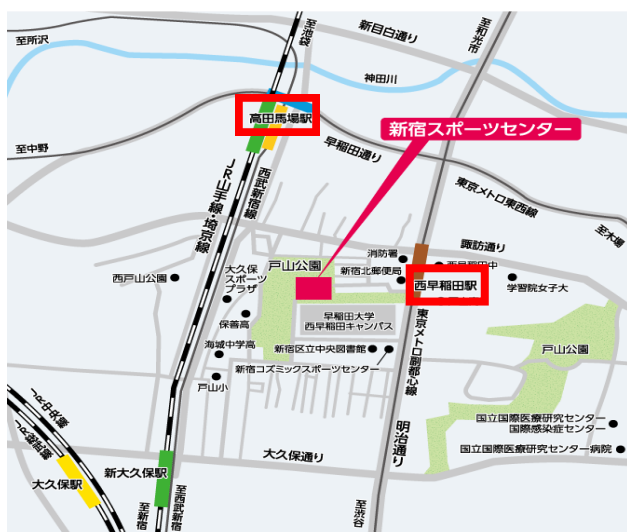 至所沢
至池袋
新目白通り
至和光市
神田川
高田馬場駅
新宿スポーツセンター
至中野
早稲田通り
西武新宿線
JR山手線・埼京線
東京メトロ東西線
至木場
諏訪通り
消防署
新宿北郵便局
西早稲田中
西早稲田駅
学習院女子大
戸山公園
西戸山公園
大久保
スポーツ
プラザ
保善高
早稲田大学
西早稲田キャンパス
東京メトロ副都心線
海城中学高
新宿区立中央図書館
新宿コズミックスポーツセンター
戸山公園
戸山小
明治通り
国立国際医療研究センター
国際感染症センター
国立国際医療研究センター病院
大久保通り
新大久保駅
大久保駅
至新宿
至西武新宿
至渋谷